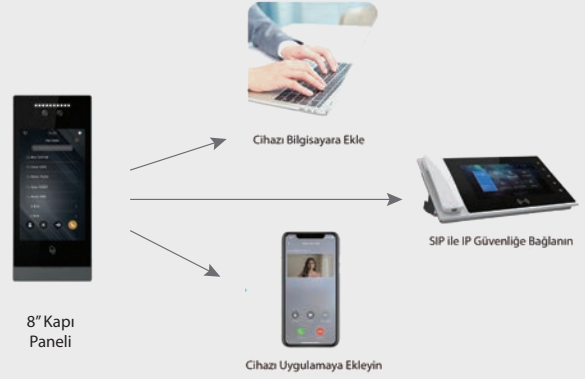 Cihazı Bilgisayara Ekle
SIP ile IP Güvenliğe Bağlanın
8” Kapı
Paneli
Cihazı Uygulamaya Ekleyin